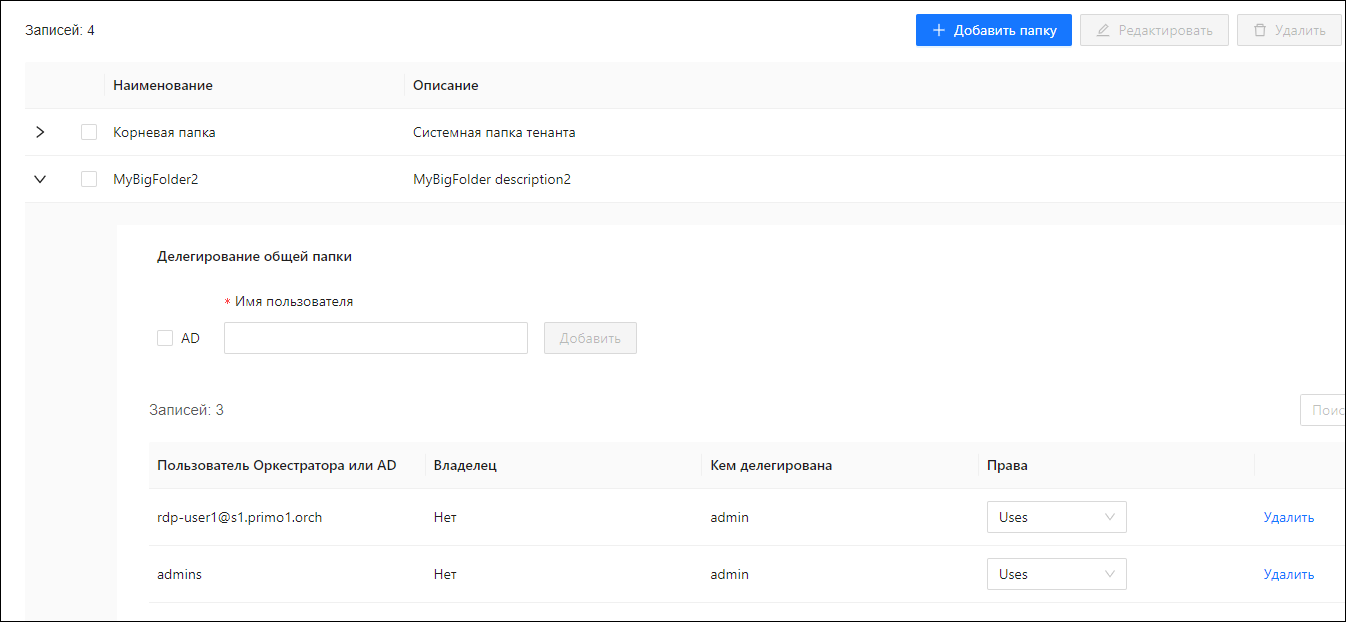 Записей: 4
Добавить папку
Редактировать
Удалить
Наименование
Описание
Корневая папка
Системная папка тенанта
MyBigFolder2
MyBigFolder description2
Делегирование общей папки
* Имя пользователя
AD
Добавить
Записей: 3
Поис
Пользователь Оркестратора или AD
Владелец
Кем делегирована
Права
rdp-user1@s1.primo1.orch
Нет
admin
Uses
Удалить
admins
Нет
admin
Uses
Удалить